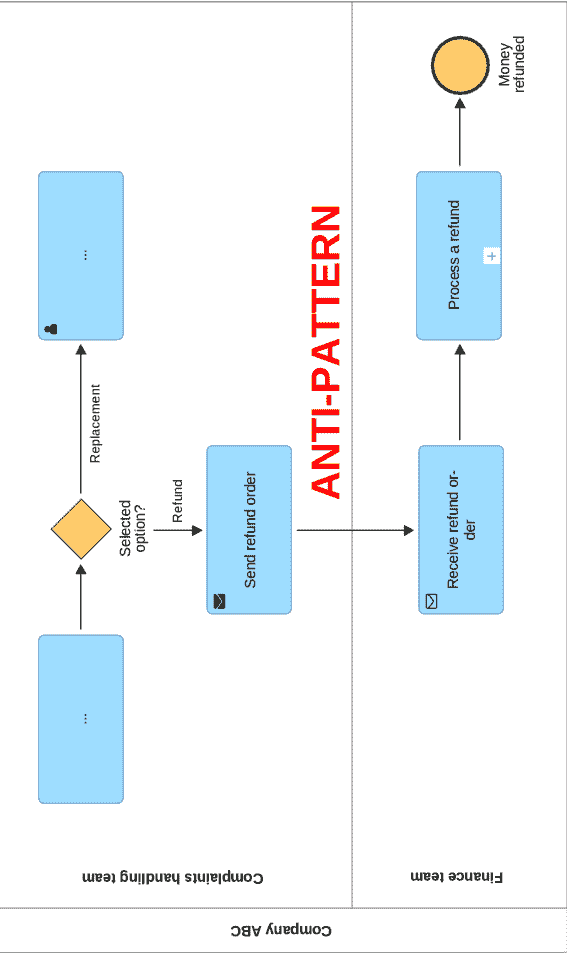 Company ABC
Complaints handling team
...
Selected
option?
Replacement
...
Refund
Send refund order
ANTI-PATTERN
Finance team
Receive refund or-
der
Process a refund
Money
refunded